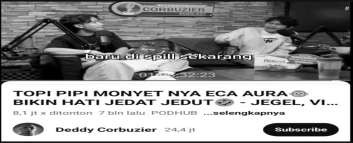 CORBUZIER
baru di spill sekarang
TOPI PIPI MONYET NYA ECA AURA
BIKIN HATI JEDAT JEDUT - JEGEL, VI...
8,1 jt x ditonton 7 bln lalu PODHUB ...selengkapnya
Deddy Corbuzier 24,4 jt
Subscribe